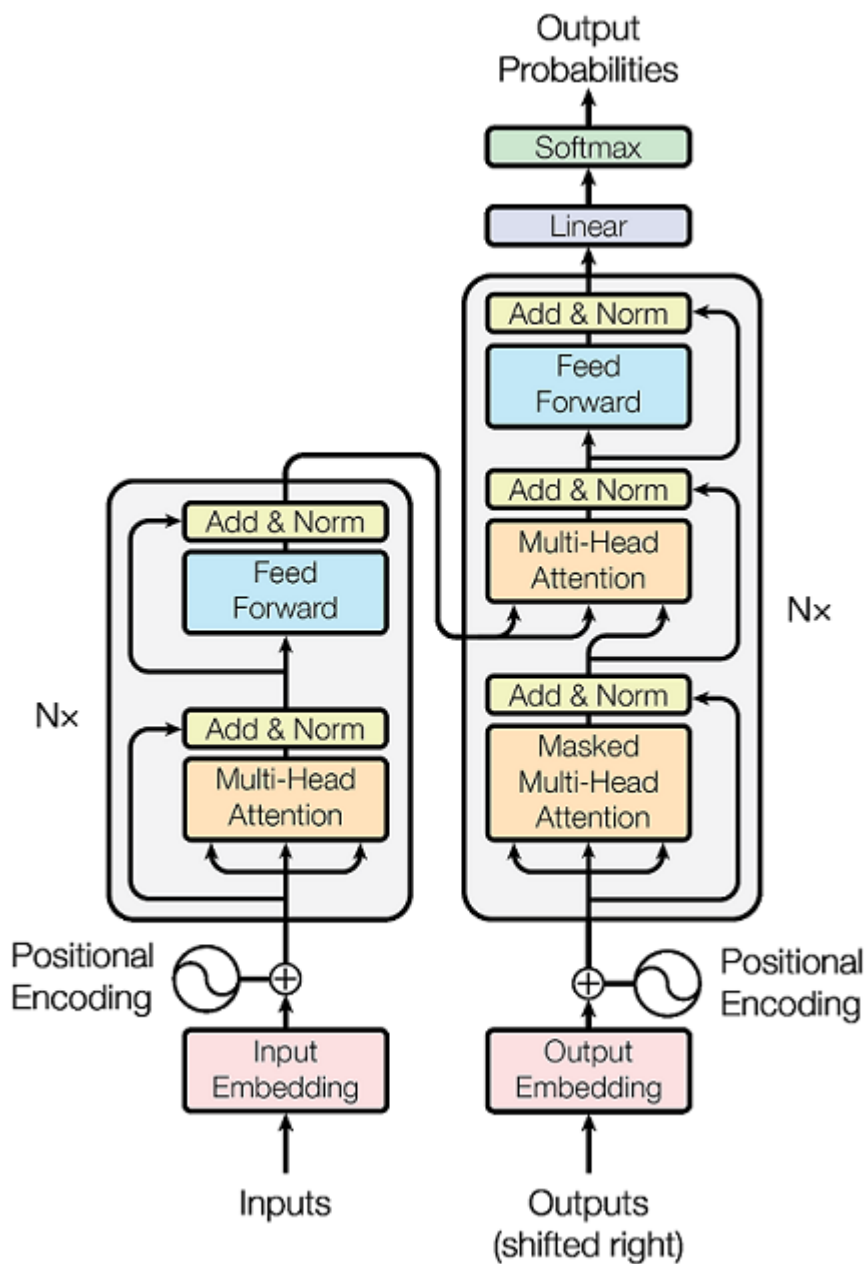 Output
Probabilities
Softmax
Linear
Add & Norm
Feed
Forward
Add & Norm
Multi-Head
Attention
Add & Norm
Masked
Multi-Head
Attention
Nx
Add & Norm
Feed
Forward
Add & Norm
Multi-Head
Attention
Nx
Positional
Encoding
Positional
Encoding
Input
Embedding
Output
Embedding
Inputs
Outputs
(shifted right)